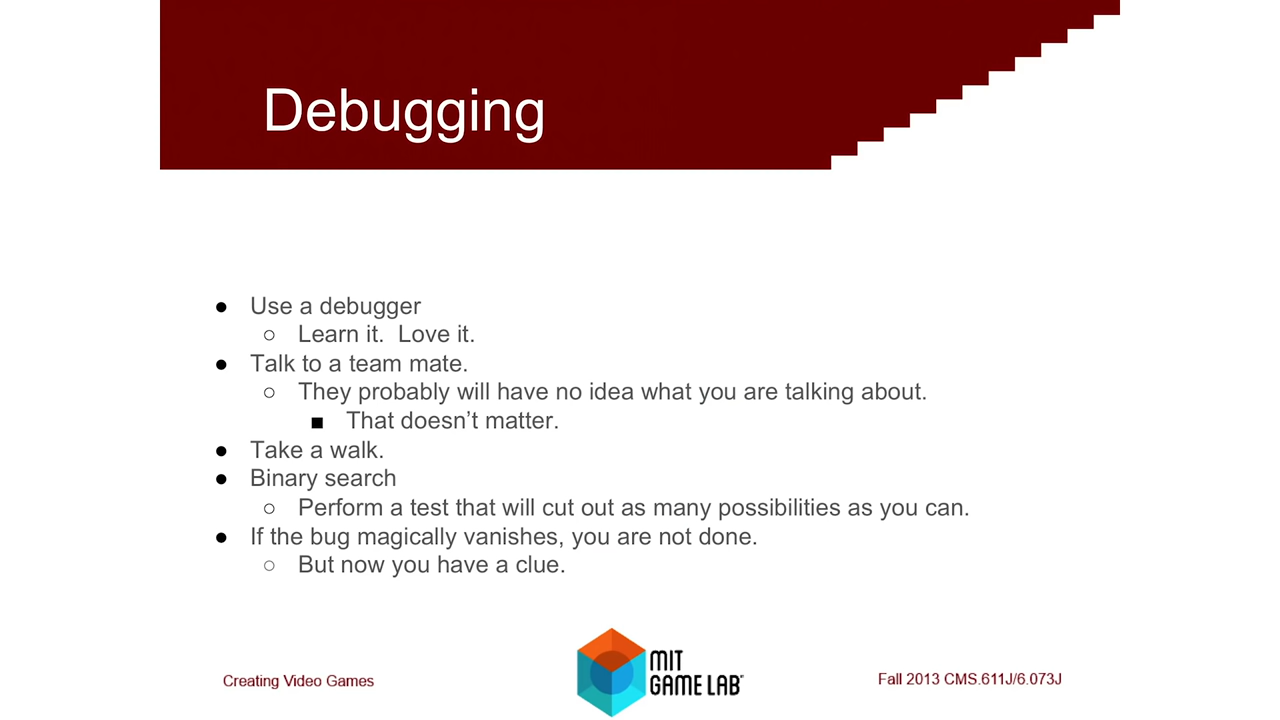 Debugging
● Use a debugger
○ Learn it.  Love it.
● Talk to a team mate.
○ They probably will have no idea what you are talking about.
■ That doesn’t matter.
● Take a walk.
● Binary search
○ Perform a test that will cut out as many possibilities as you can.
● If the bug magically vanishes, you are not done.
○ But now you have a clue.
Creating Video Games
MIT
GAME LAB
Fall 2013 CMS.611J/6.073J